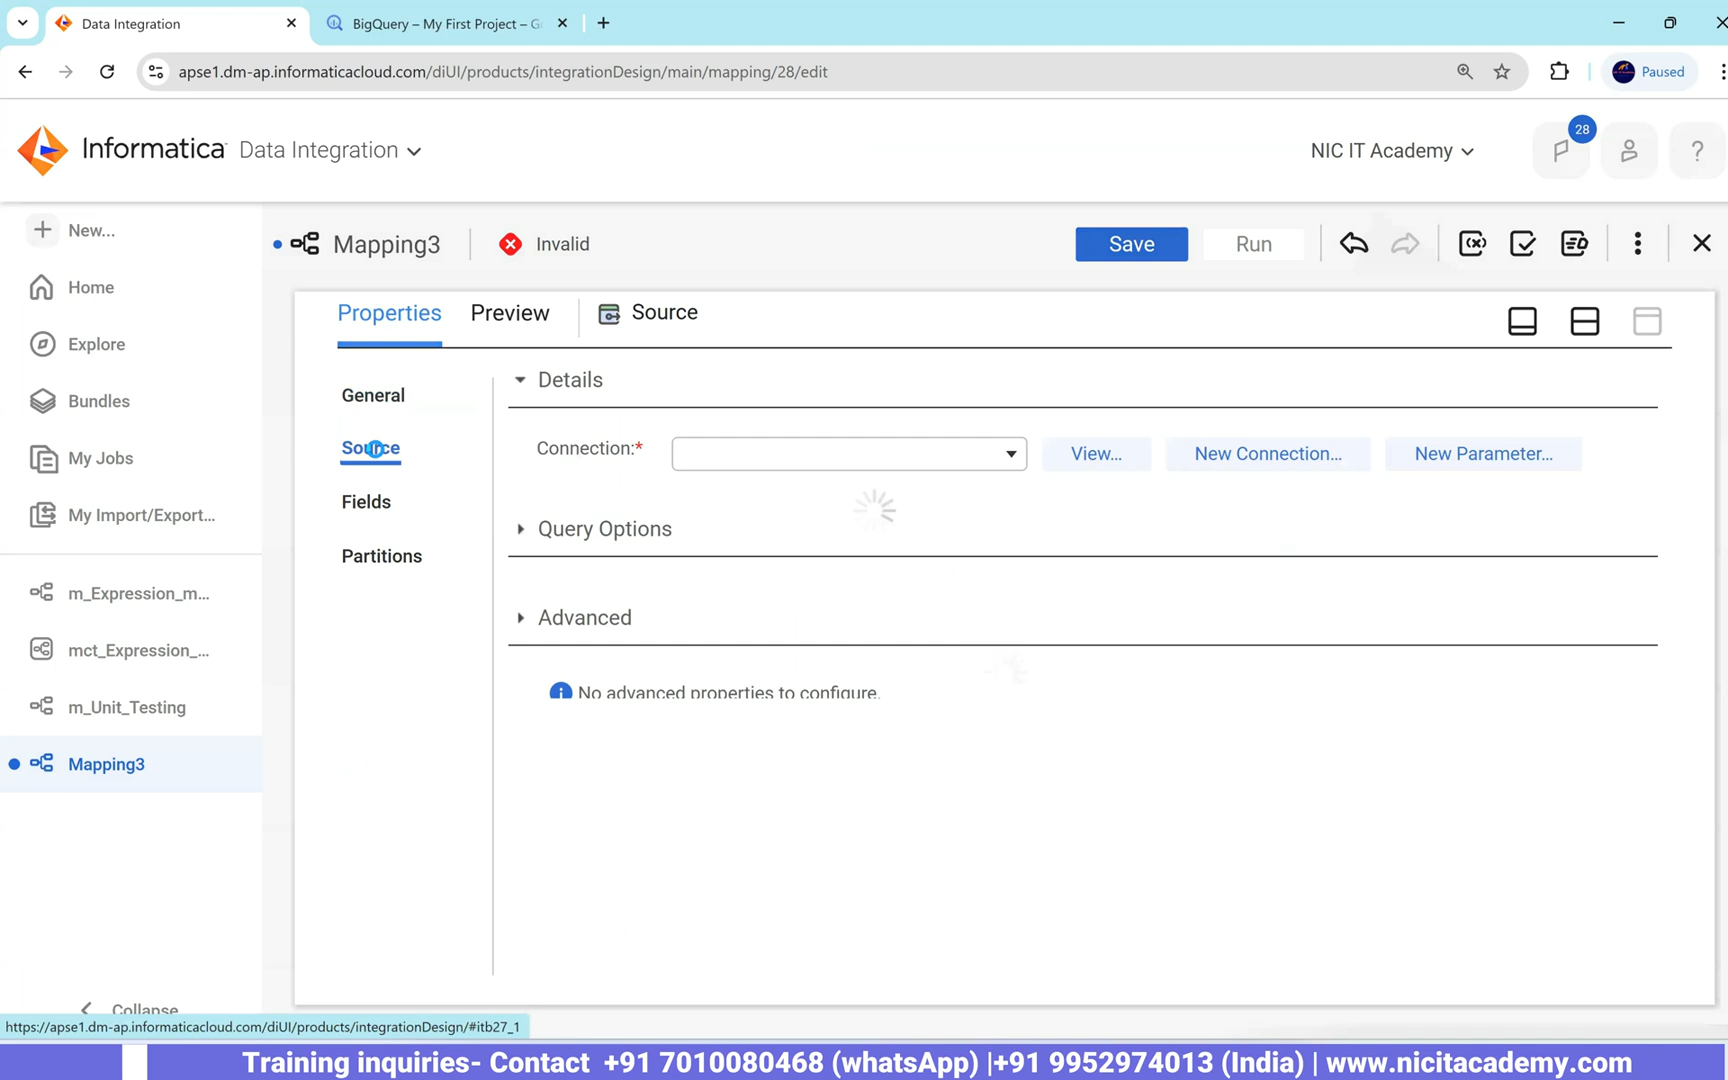 Data Integration
BigQuery – My First Project – G
apse1.dm-ap.informaticacloud.com/diUI/products/integrationDesign/main/mapping/28/edit
Paused
Informatica Data Integration
NIC IT Academy
28
?
New...
Home
Explore
Bundles
My Jobs
My Import/Export...
m_Expression_m...
mct_Expression_...
m_Unit_Testing
Mapping3
Collapse
Mapping3
Invalid
Save
Run
Properties
Preview
Source
General
Source
Fields
Partitions
Details
Connection:*
View...
New Connection...
New Parameter...
Query Options
Advanced
No advanced properties to configure.
https://apse1.dm-ap.informaticacloud.com/diUI/products/integrationDesign/#itb27_1
Training inquiries- Contact +91 7010080468 (whatsApp) |+91 9952974013 (India) | www.nicitacademy.com